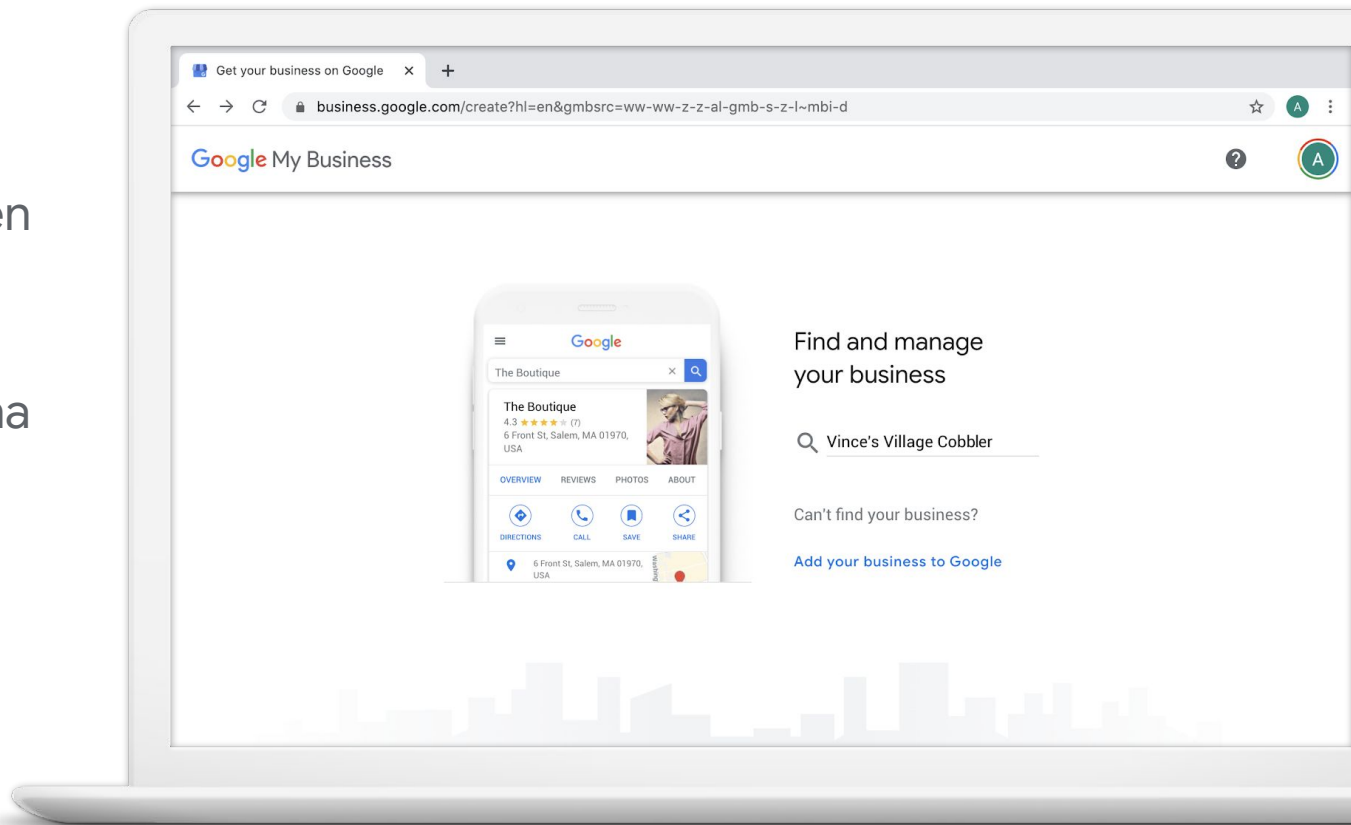 en
na
Get your business on Google
business.google.com/create?hl=en&gmbsrc=ww-ww-z-z-al-gmb-s-z-l~mbi-d
A
Google My Business
A
Google
The Boutique
The Boutique
4.3 ★★★★★ (7)
6 Front St, Salem, MA 01970,
USA
OVERVIEW REVIEWS PHOTOS ABOUT
DIRECTIONS CALL SAVE SHARE
6 Front St, Salem, MA 01970,
USA
Washing
Find and manage
your business
Vince's Village Cobbler
Can't find your business?
Add your business to Google